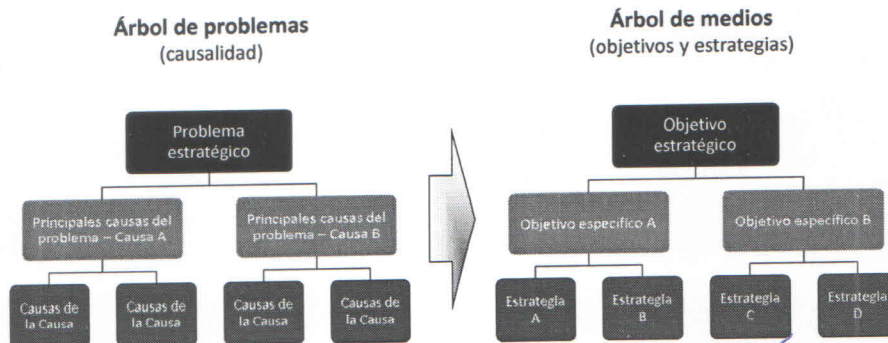 Árbol de problemas
(causalidad)
Problema
estratégico
Principales causas del
problema – Causa A
Principales causas del
problema – Causa B
Causas de
la Causa
Causas de
la Causa
Causas de
la Causa
Causas de
la Causa
Árbol de medios
(objetivos y estrategias)
Objetivo
estratégico
Objetivo específico A
Objetivo específico B
Estrategia
A
Estrategia
B
Estrategia
C
Estrategia
D